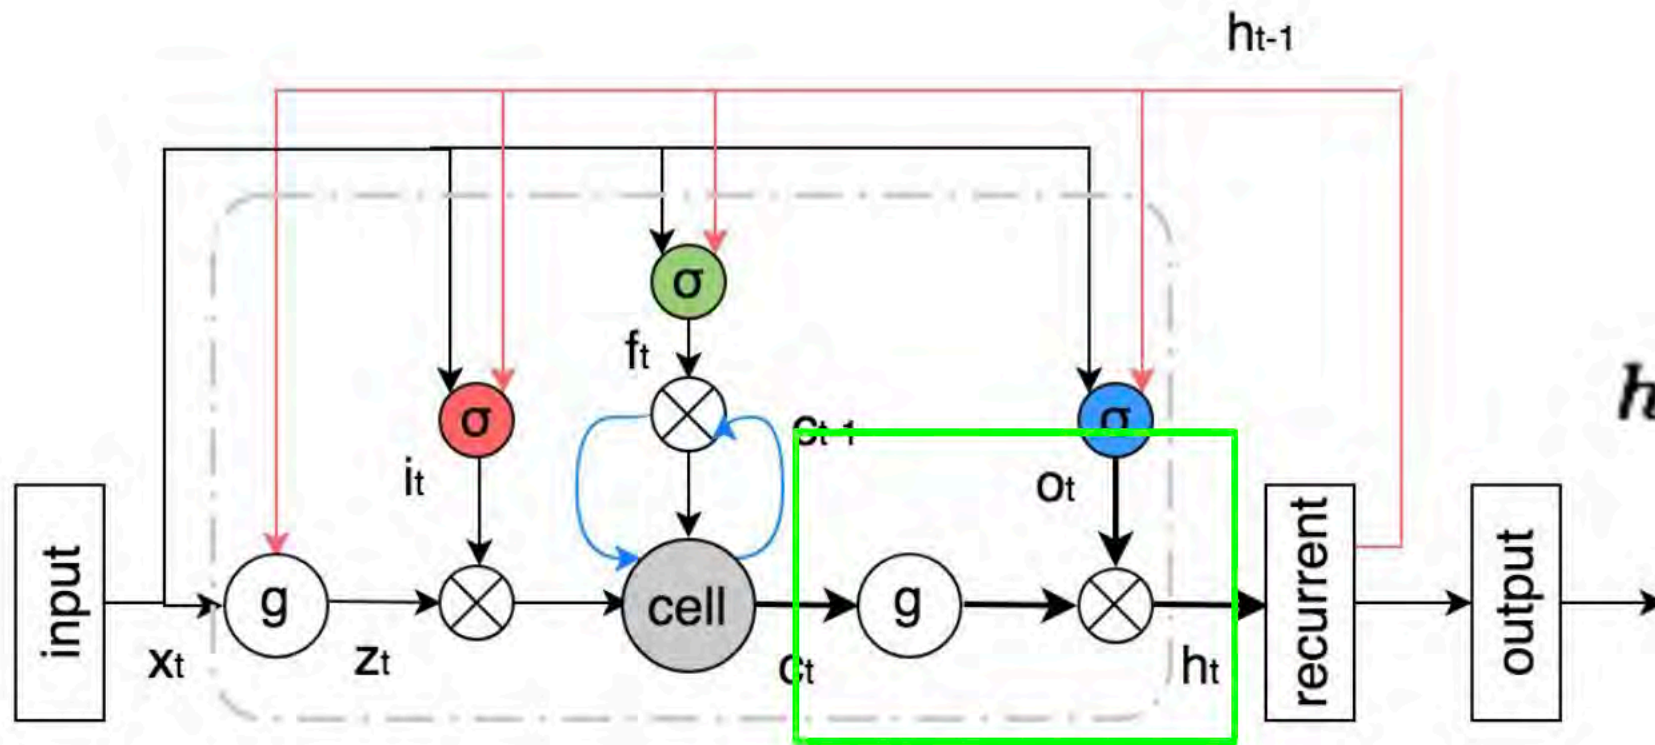 ht-1
σ
ft
σ
ct-1
σ
h
it
ot
input
g
cell
g
recurrent
output
xt
zt
ct
ht